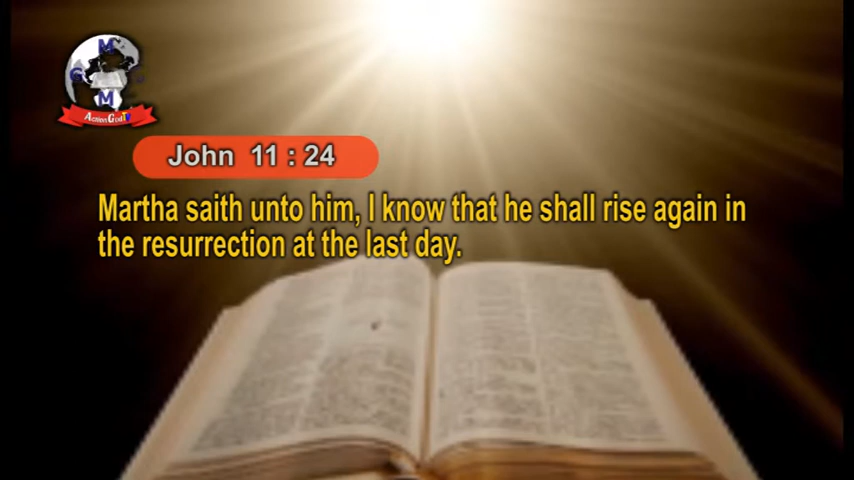 M
G
M
ActionGodTV
John 11 : 24
Martha saith unto him, I know that he shall rise again in
the resurrection at the last day.